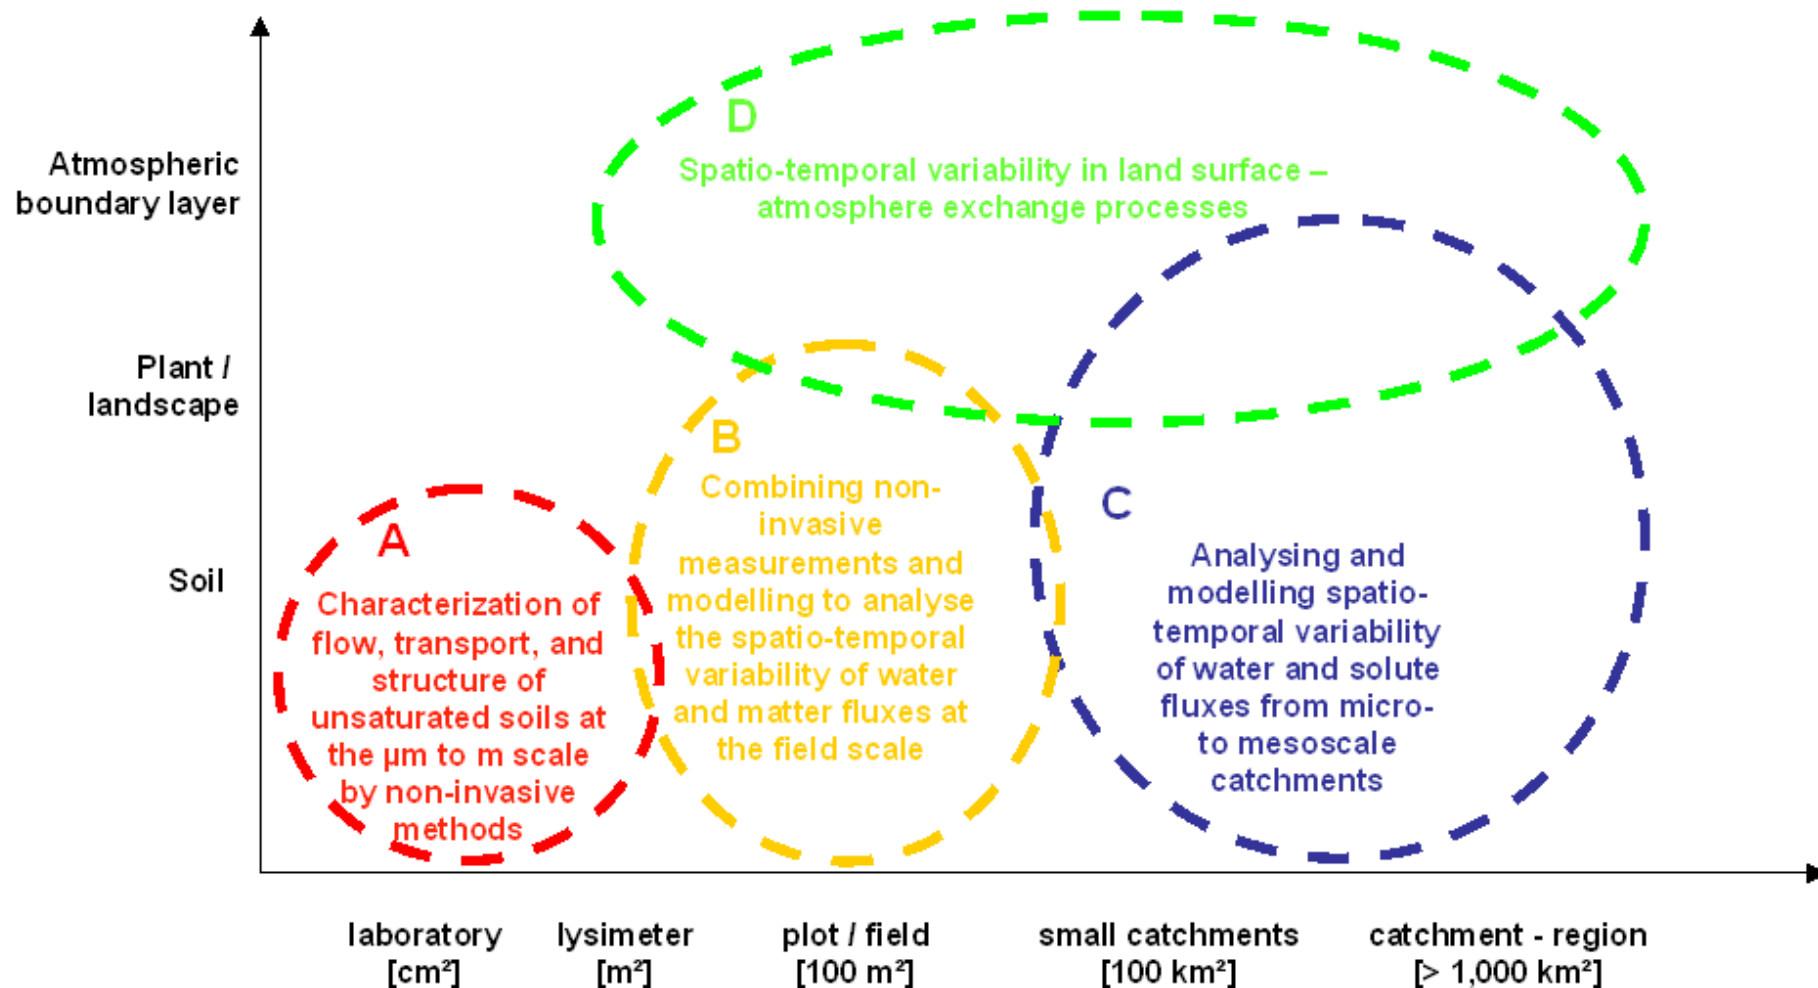 D
Spatio-temporal variability in land surface –
atmosphere exchange processes
Atmospheric
boundary layer
Plant /
landscape
Soil
B
Combining non-
invasive
measurements and
modelling to analyse
the spatio-temporal
variability of water
and matter fluxes at
the field scale
C
Analysing and
modelling spatio-
temporal variability
of water and solute
fluxes from micro-
to mesoscale
catchments
A
Characterization of
flow, transport, and
structure of
unsaturated soils at
the µm to m scale
by non-invasive
methods
laboratory
[cm²]
lysimeter
[m²]
plot / field
[100 m²]
small catchments
[100 km²]
catchment - region
[> 1,000 km²]